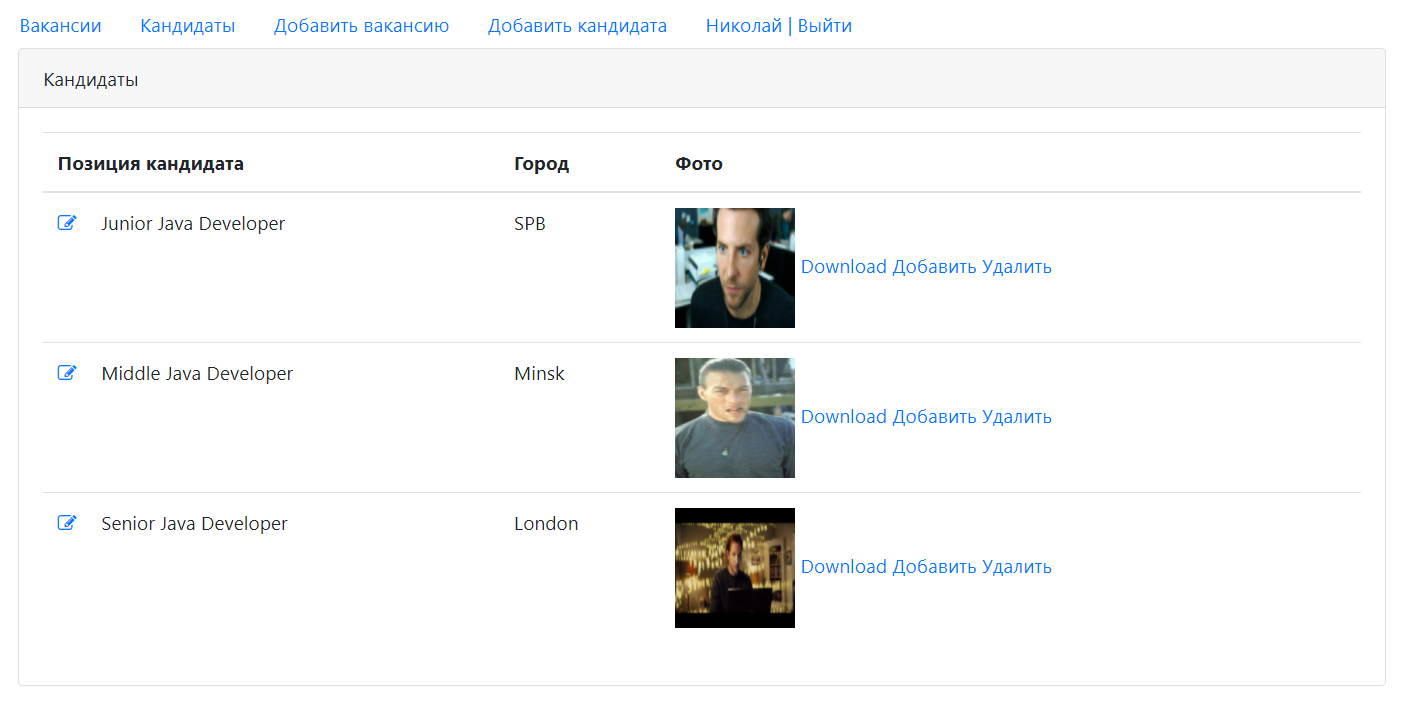 Вакансии Кандидаты Добавить вакансию Добавить кандидата Николай | Выйти
Кандидаты
Позиция кандидата Город Фото
Junior Java Developer SPB Download Добавить Удалить
Middle Java Developer Minsk Download Добавить Удалить
Senior Java Developer London Download Добавить Удалить